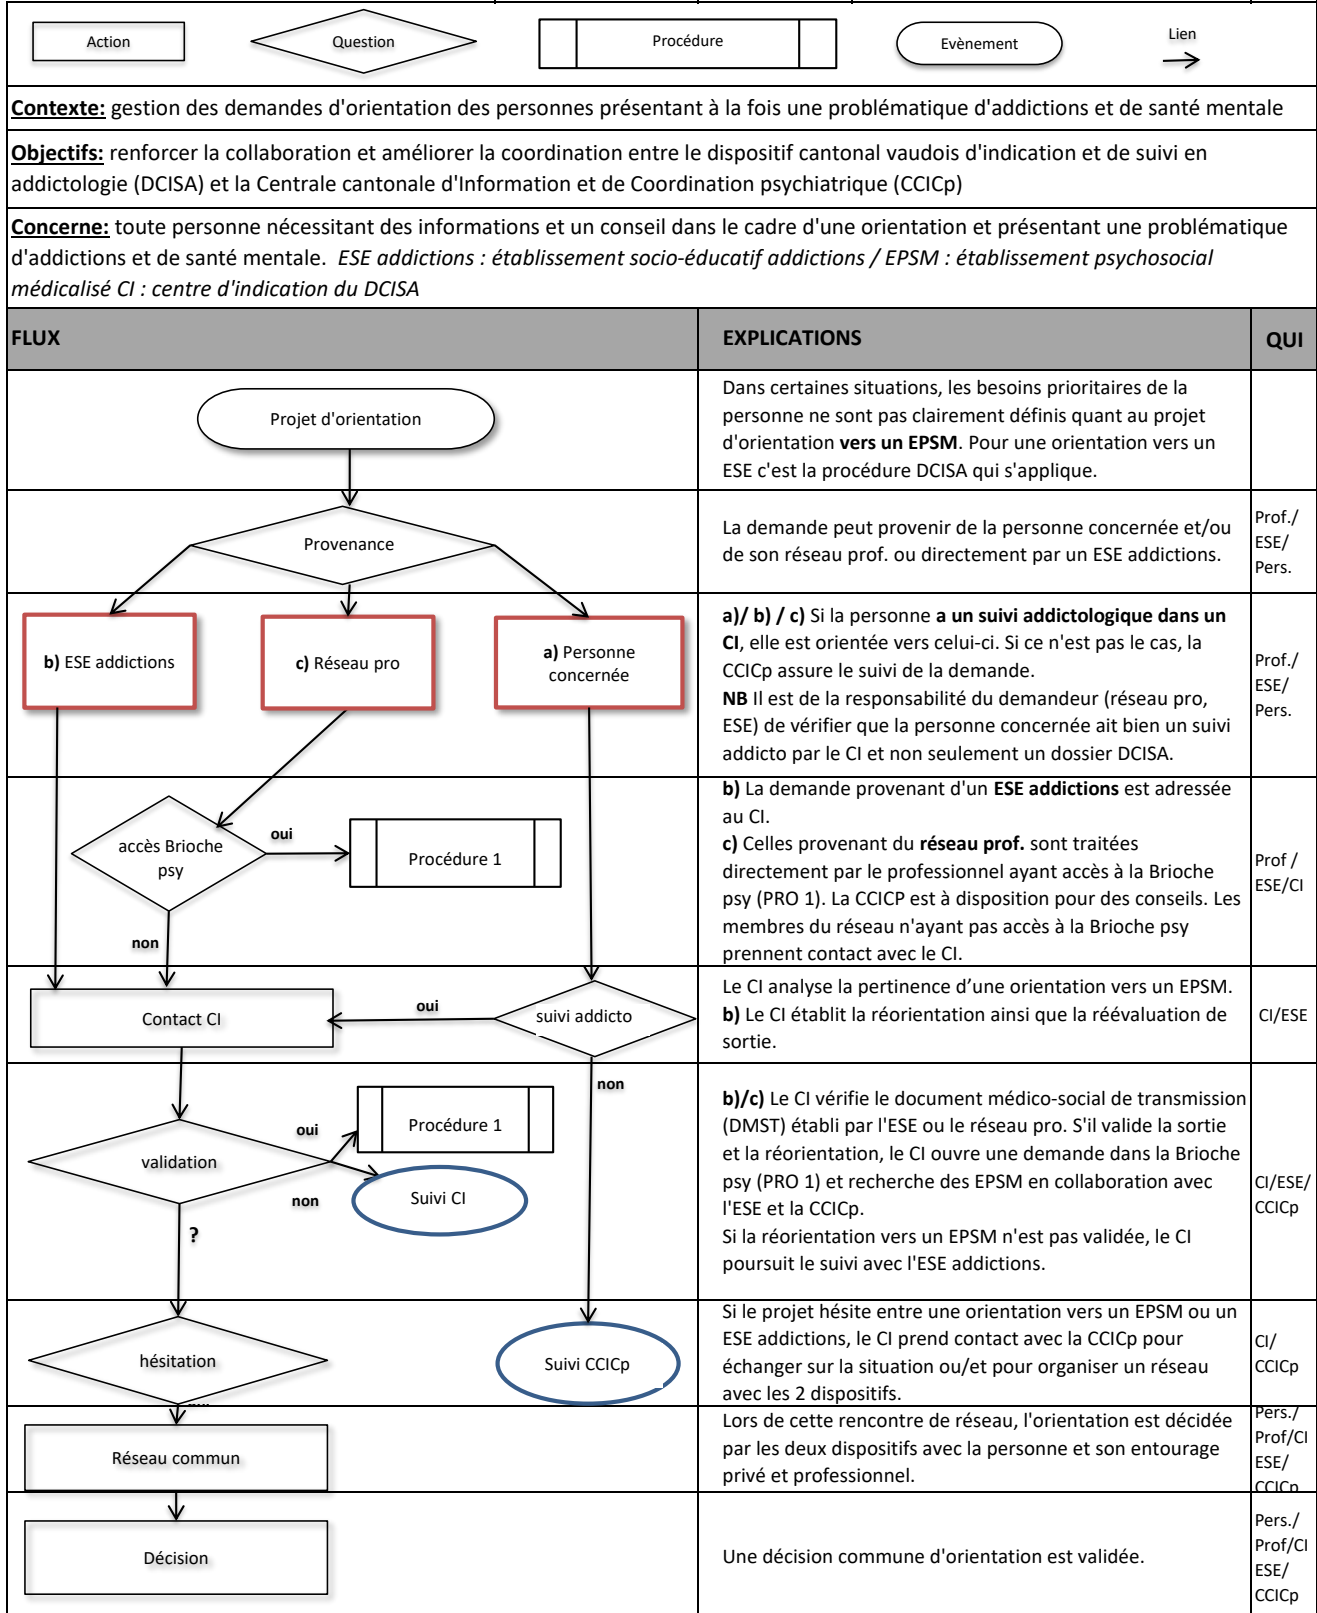 Action
Question
Procédure
Evènement
Lien
Contexte: gestion des demandes d'orientation des personnes présentant à la fois une problématique d'addictions et de santé mentale
Objectifs: renforcer la collaboration et améliorer la coordination entre le dispositif cantonal vaudois d'indication et de suivi en
addictologie (DCISA) et la Centrale cantonale d'Information et de Coordination psychiatrique (CCICp)
Concerne: toute personne nécessitant des informations et un conseil dans le cadre d'une orientation et présentant une problématique
d'addictions et de santé mentale. ESE addictions : établissement socio-éducatif addictions / EPSM : établissement psychosocial
médicalisé CI : centre d'indication du DCISA
FLUX
EXPLICATIONS
QUI
Projet d'orientation
Dans certaines situations, les besoins prioritaires de la
personne ne sont pas clairement définis quant au projet
d'orientation vers un EPSM. Pour une orientation vers un
ESE c'est la procédure DCISA qui s'applique.
Provenance
La demande peut provenir de la personne concernée et/ou
de son réseau prof. ou directement par un ESE addictions.
Prof./
ESE/
Pers.
b) ESE addictions
c) Réseau pro
a) Personne
concernée
a)/ b) / c) Si la personne a un suivi addictologique dans un
CI, elle est orientée vers celui-ci. Si ce n'est pas le cas, la
CCICp assure le suivi de la demande.
NB Il est de la responsabilité du demandeur (réseau pro,
ESE) de vérifier que la personne concernée ait bien un suivi
addicto par le CI et non seulement un dossier DCISA.
Prof./
ESE/
Pers.
accès Brioche
psy
oui
Procédure 1
non
b) La demande provenant d'un ESE addictions est adressée
au CI.
c) Celles provenant du réseau prof. sont traitées
directement par le professionnel ayant accès à la Brioche
psy (PRO 1). La CCICP est à disposition pour des conseils. Les
membres du réseau n'ayant pas accès à la Brioche psy
prennent contact avec le CI.
Prof /
ESE/CI
Contact CI
oui
suivi addicto
Le CI analyse la pertinence d’une orientation vers un EPSM.
b) Le CI établit la réorientation ainsi que la réévaluation de
sortie.
CI/ESE
non
validation
oui
Procédure 1
non
Suivi CI
?
b)/c) Le CI vérifie le document médico-social de transmission
(DMST) établi par l'ESE ou le réseau pro. S'il valide la sortie
et la réorientation, le CI ouvre une demande dans la Brioche
psy (PRO 1) et recherche des EPSM en collaboration avec
l'ESE et la CCICp.
Si la réorientation vers un EPSM n'est pas validée, le CI
poursuit le suivi avec l'ESE addictions.
CI/ESE/
CCICp
hésitation
Suivi CCICp
Si le projet hésite entre une orientation vers un EPSM ou un
ESE addictions, le CI prend contact avec la CCICp pour
échanger sur la situation ou/et pour organiser un réseau
avec les 2 dispositifs.
CI/
CCICp
Réseau commun
Lors de cette rencontre de réseau, l'orientation est décidée
par les deux dispositifs avec la personne et son entourage
privé et professionnel.
Pers./
Prof/CI
ESE/
CCICp
Décision
Une décision commune d'orientation est validée.
Pers./
Prof/CI
ESE/
CCICp